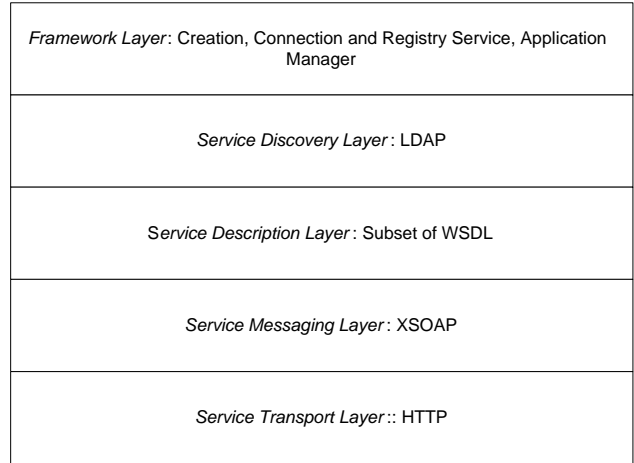 Framework Layer: Creation, Connection and Registry Service, Application
Manager
Service Discovery Layer: LDAP
Service Description Layer: Subset of WSDL
Service Messaging Layer: XSOAP
Service Transport Layer:: HTTP